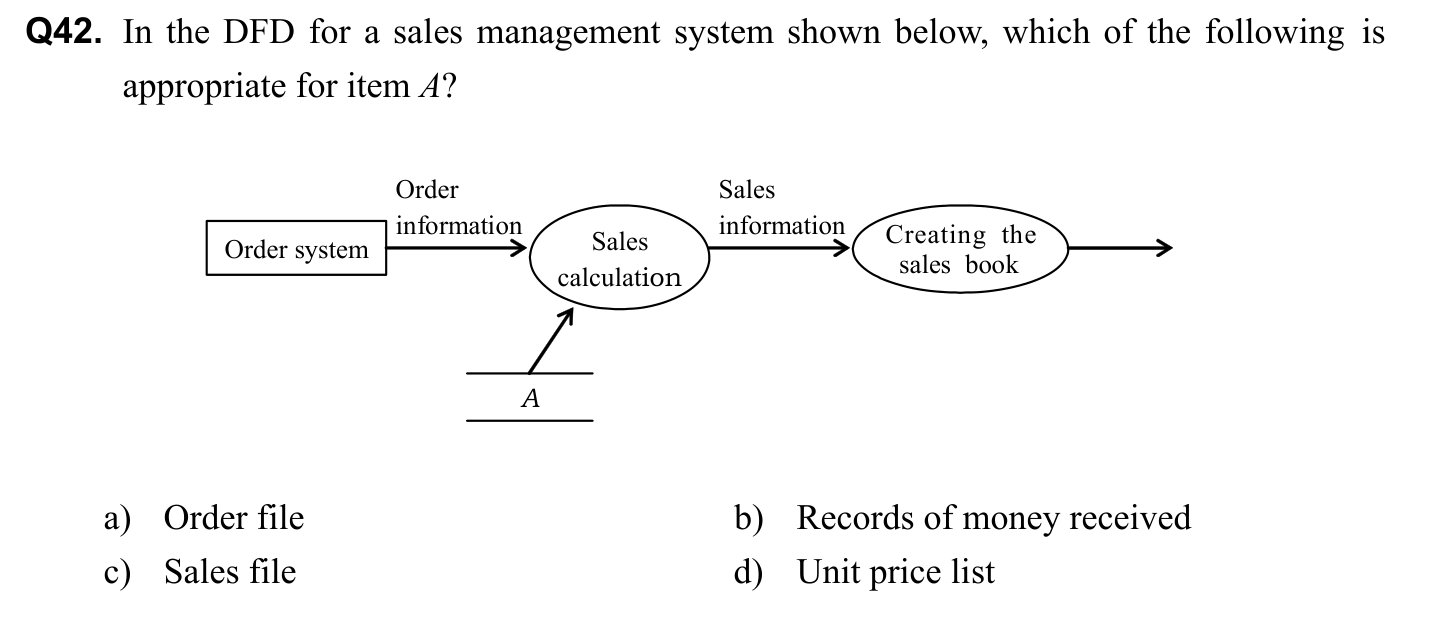 Q42. In the DFD for a sales management system shown below, which of the following is
appropriate for item A?
Order
information
Sales
information
Order system
Sales
calculation
Creating the
sales book
A
a) Order file
b) Records of money received
c) Sales file
d) Unit price list